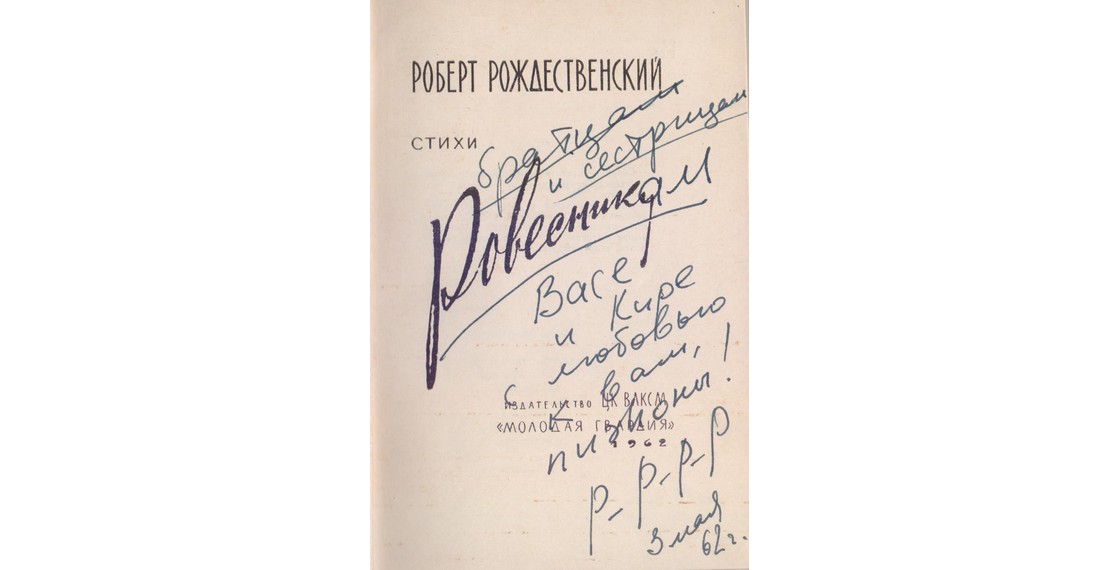 РОБЕРТ РОЖДЕСТВЕНСКИЙ
СТИХИ
братцам
и сестрицам
Ровесникам
Васе
и Кире
с любовью
к вам,
пижоны!
ИЗДАТЕЛЬСТВО ЦК ВЛКСМ
«МОЛОДАЯ ГВАРДИЯ»
1962
Р-Р-Р-Р
3 мая
62 г.